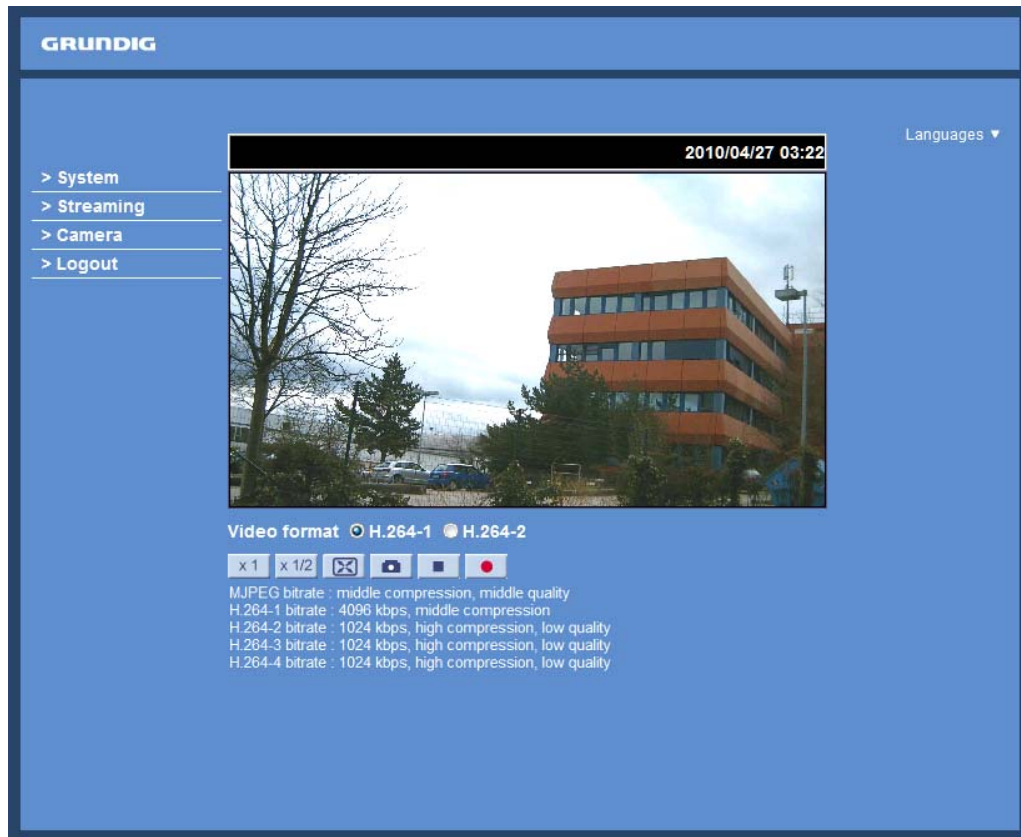 GRUNDIG
Languages ▼
2010/04/27 03:22
> System
> Streaming
> Camera
> Logout
Video format H.264-1 H.264-2
x 1 x 1/2
MJPEG bitrate : middle compression, middle quality
H.264-1 bitrate : 4096 kbps, middle compression
H.264-2 bitrate : 1024 kbps, high compression, low quality
H.264-3 bitrate : 1024 kbps, high compression, low quality
H.264-4 bitrate : 1024 kbps, high compression, low quality